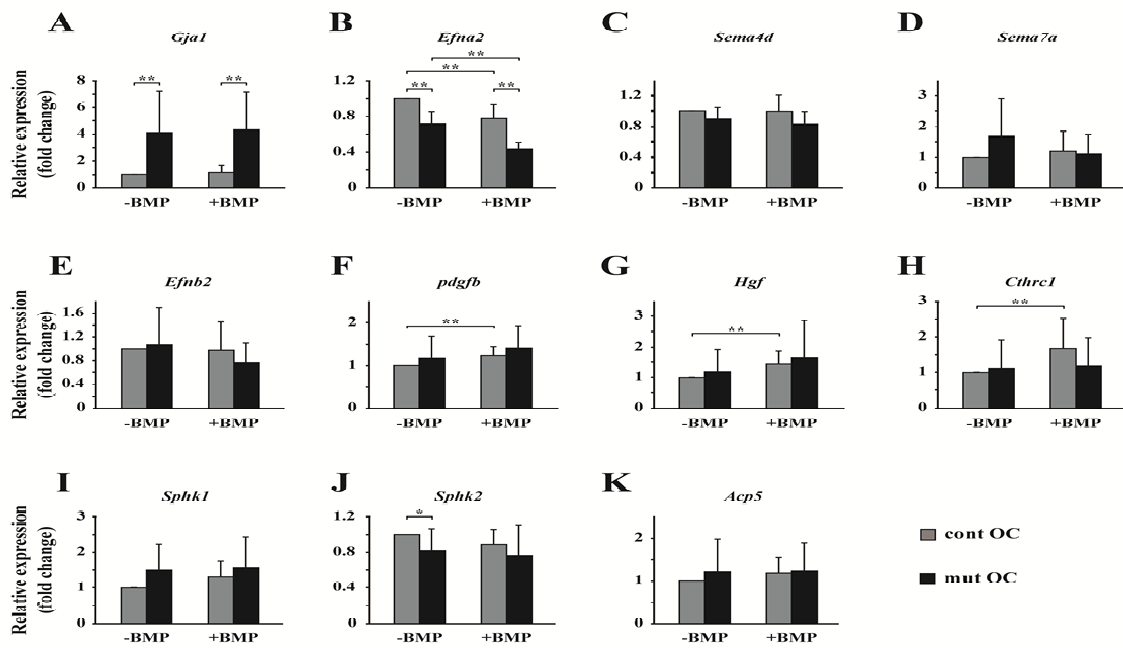 A
Gja1
Relative expression
(fold change)
8
6
4
2
0
**
**
-BMP
+BMP
B
Efna2
1.2
0.8
0.4
0
**
**
**
**
-BMP
+BMP
C
Sema4d
1.2
0.8
0.4
0
-BMP
+BMP
D
Sema7a
3
2
1
0
-BMP
+BMP
E
Efnb2
Relative expression
(fold change)
1.6
1.2
0.8
0.4
0
-BMP
+BMP
F
pdgfb
2
1
0
**
-BMP
+BMP
G
Hgf
3
2
1
0
**
-BMP
+BMP
H
Cthrc1
3
2
1
0
**
-BMP
+BMP
I
Sphk1
Relative expression
(fold change)
3
2
1
0
-BMP
+BMP
J
Sphk2
1.2
0.8
0.4
0
*
-BMP
+BMP
K
Acp5
2
1
0
-BMP
+BMP
cont OC
mut OC